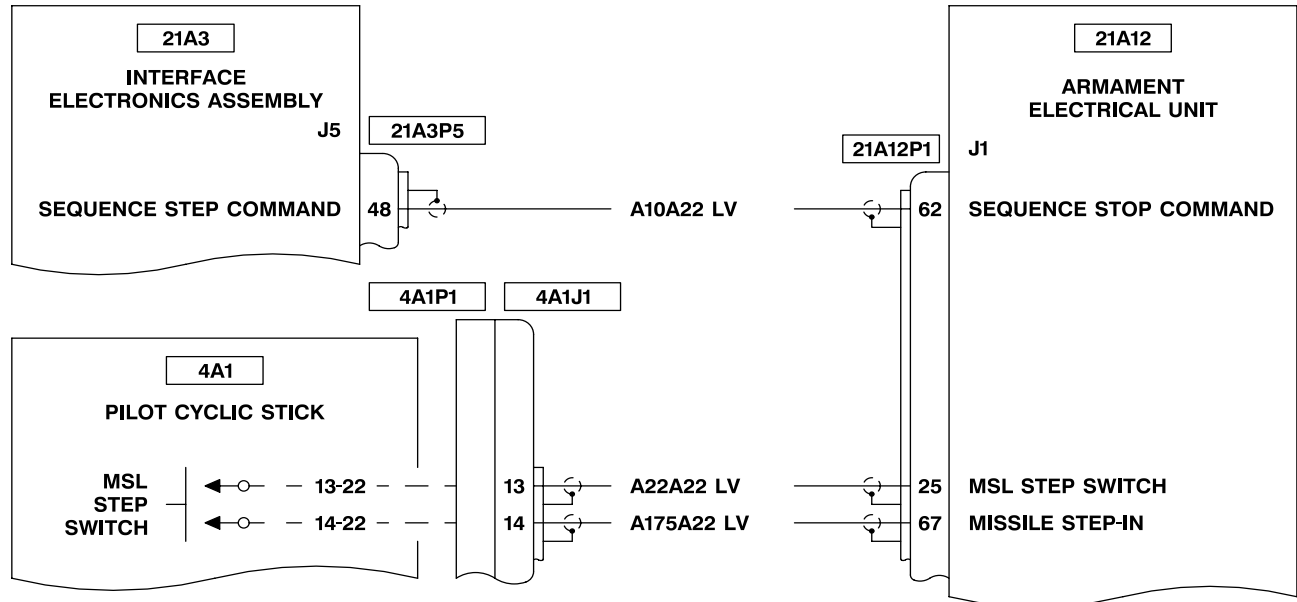 21A3
INTERFACE
ELECTRONICS ASSEMBLY
J5
21A3P5
SEQUENCE STEP COMMAND
48
A10A22 LV
21A12
ARMAMENT
ELECTRICAL UNIT
21A12P1
J1
62
SEQUENCE STOP COMMAND
4A1P1
4A1J1
4A1
PILOT CYCLIC STICK
MSL
STEP
SWITCH
13-22
14-22
13
14
A22A22 LV
A175A22 LV
25
MSL STEP SWITCH
67
MISSILE STEP-IN